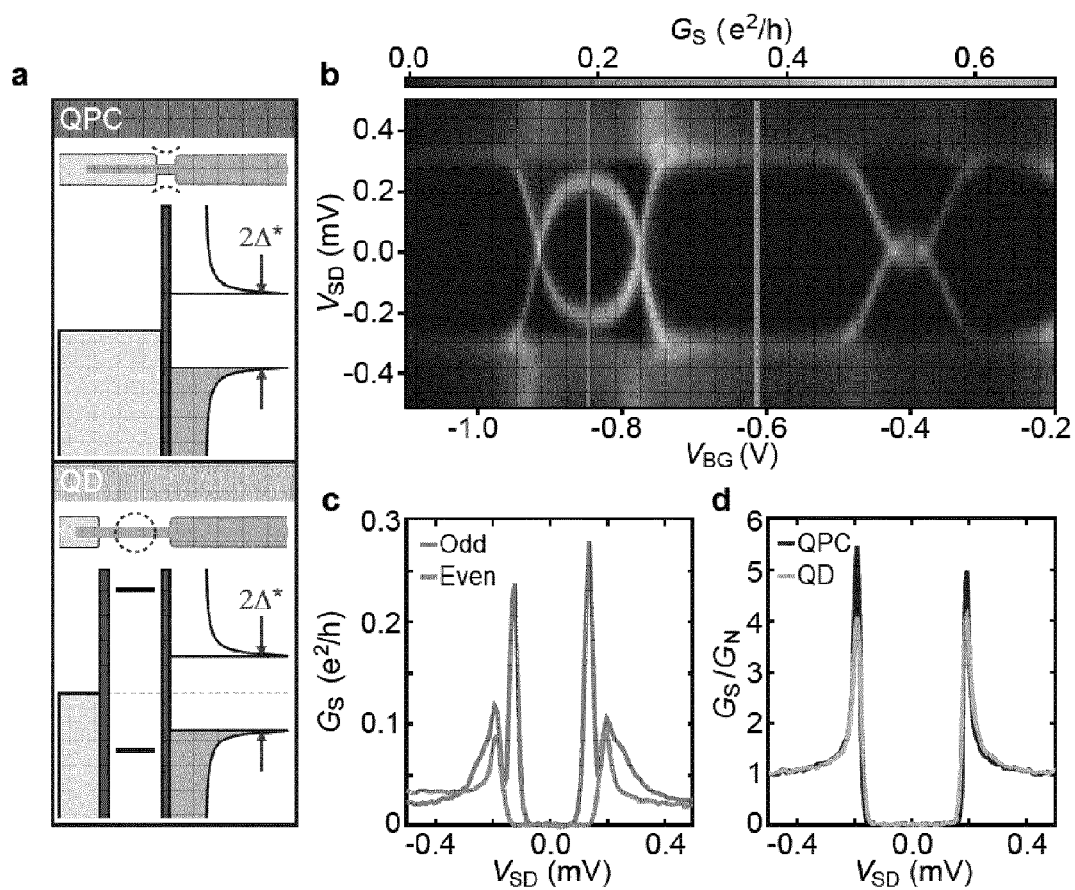 a
QPC
2Δ*
QD
2Δ*
b
G_S (e²/h)
0.0 0.2 0.4 0.6
V_SD (mV)
0.4
0.2
0.0
-0.2
-0.4
-1.0 -0.8 -0.6 -0.4 -0.2
V_BG (V)
c
G_S (e²/h)
0.3
0.2
0.1
0
Odd
Even
-0.4 0.0 0.4
V_SD (mV)
d
G_S/G_N
6
5
4
3
2
1
0
QPC
QD
-0.4 0.0 0.4
V_SD (mV)